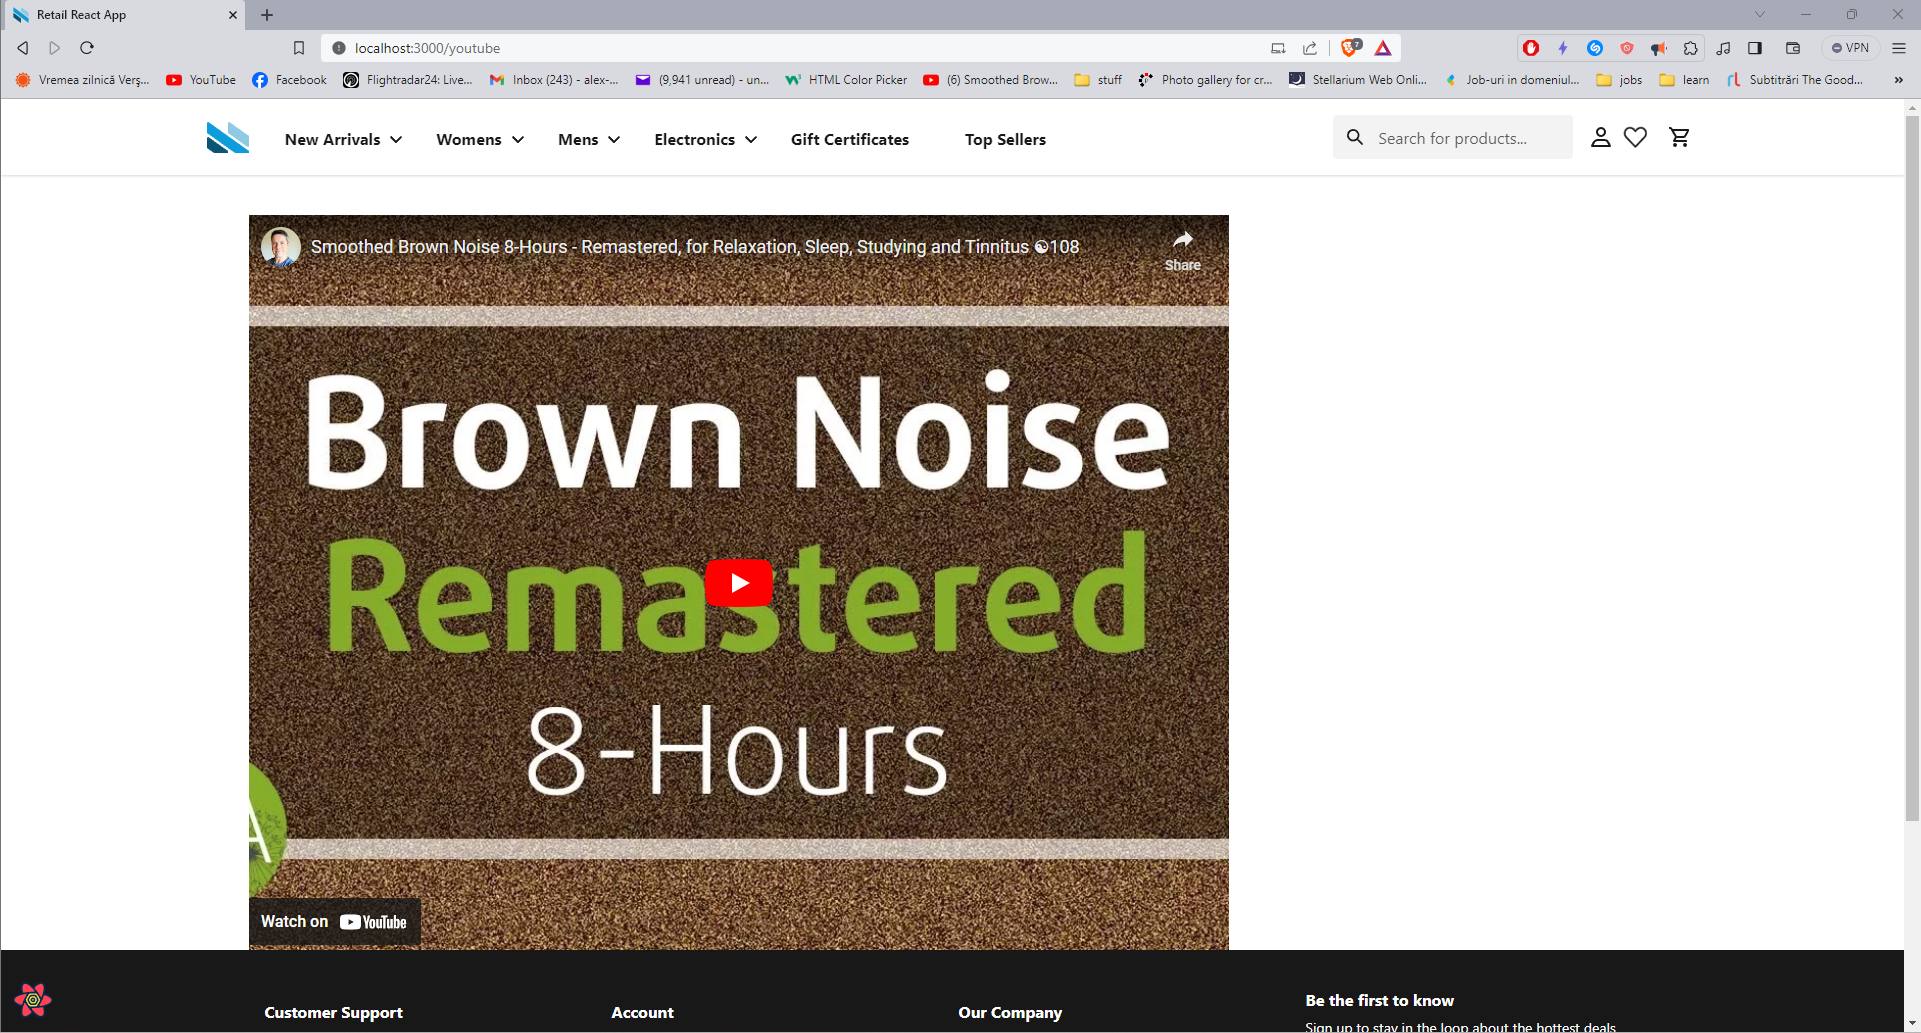 Retail React App
localhost:3000/youtube
7
VPN
Vremea zilnică Verş...
YouTube
Facebook
Flightradar24: Live...
Inbox (243) - alex-...
(9,941 unread) - un...
HTML Color Picker
(6) Smoothed Brow...
stuff
Photo gallery for cr...
Stellarium Web Onli...
Job-uri in domeniul...
jobs
learn
Subtitrări The Good...
New Arrivals
Womens
Mens
Electronics
Gift Certificates
Top Sellers
Search for products...
Smoothed Brown Noise 8-Hours - Remastered, for Relaxation, Sleep, Studying and Tinnitus ☯108
Share
Brown Noise
Remastered
8-Hours
A
Watch on YouTube
Customer Support
Account
Our Company
Be the first to know
Sign up to stay in the loop about the hottest deals